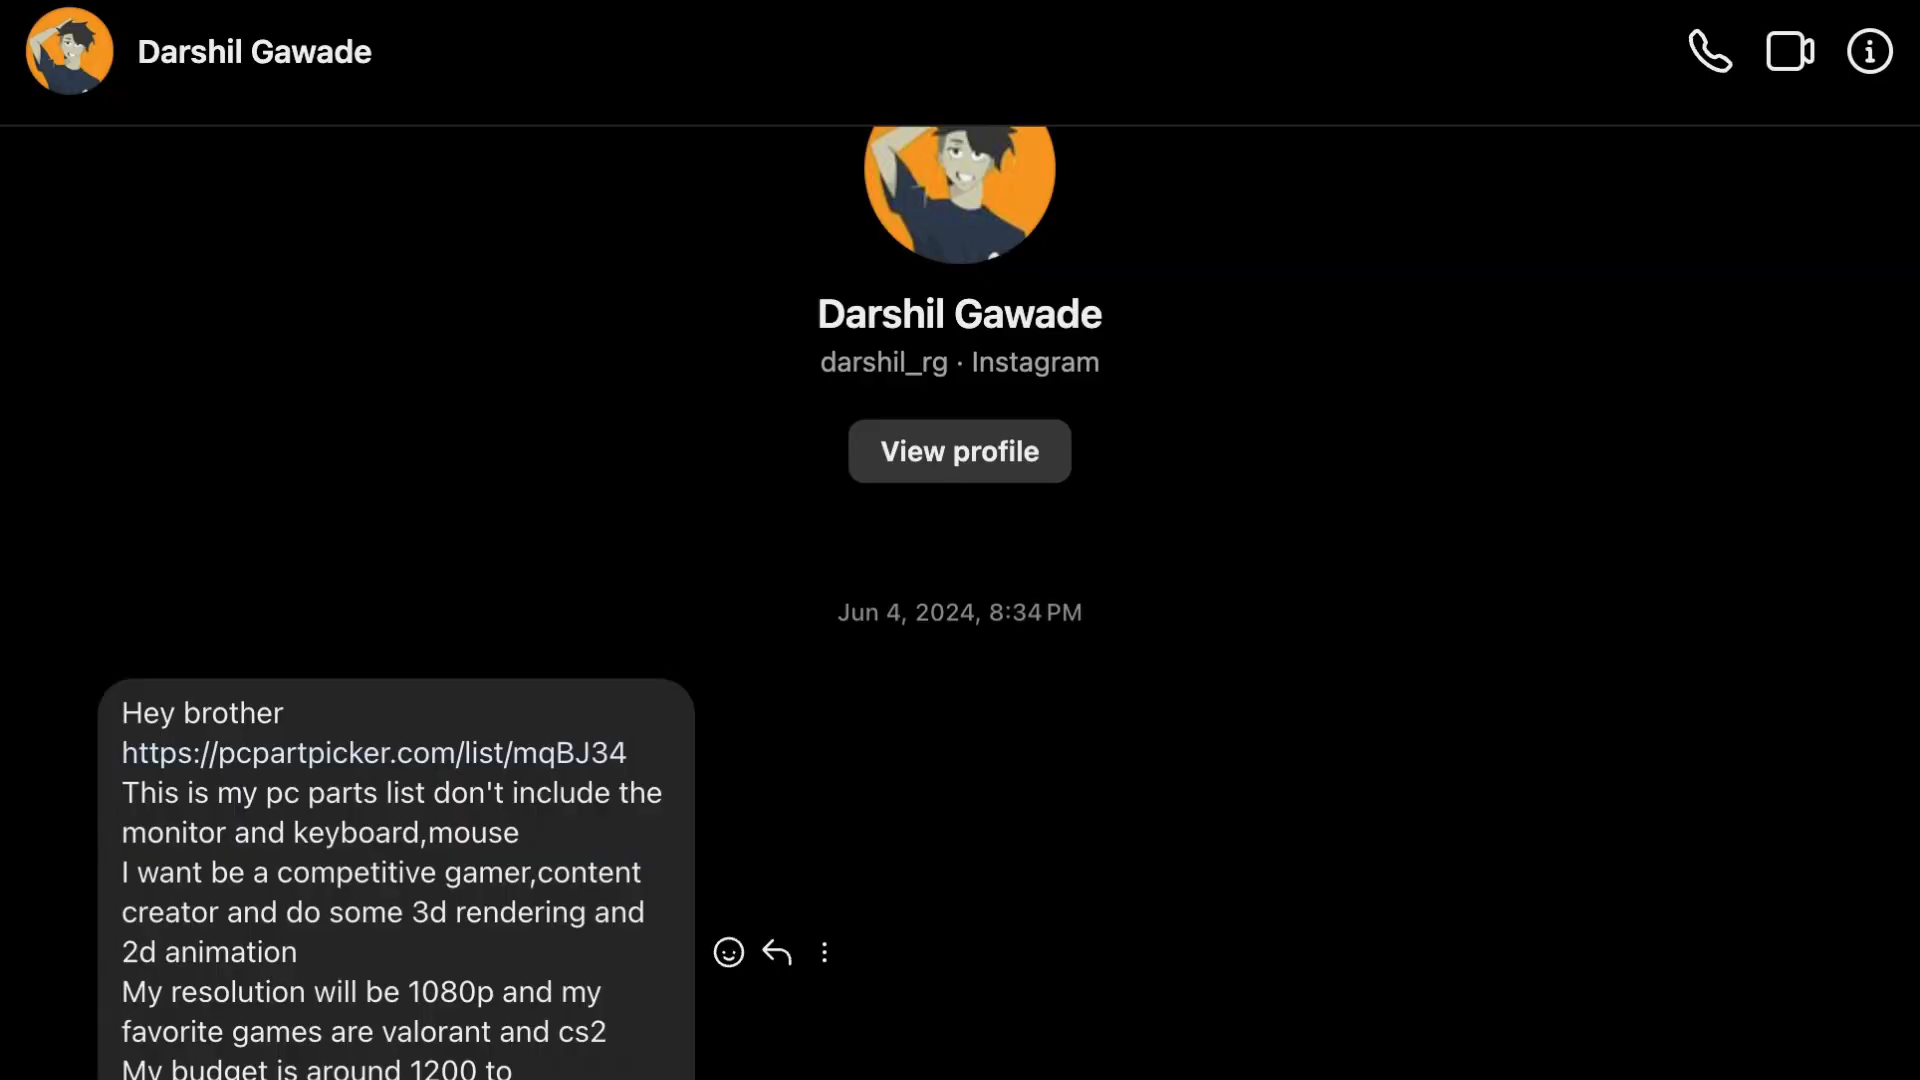 Darshil Gawade
Darshil Gawade
darshil_rg · Instagram
View profile
Jun 4, 2024, 8:34 PM
Hey brother
https://pcpartpicker.com/list/mqBJ34
This is my pc parts list don't include the
monitor and keyboard,mouse
I want be a competitive gamer,content
creator and do some 3d rendering and
2d animation
My resolution will be 1080p and my
favorite games are valorant and cs2
My budget is around 1200 to